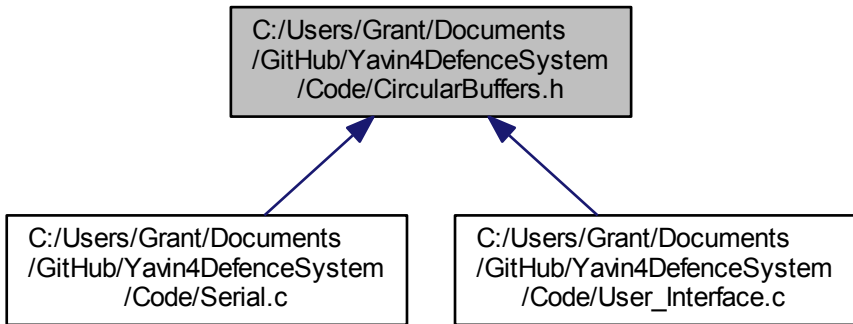 C:/Users/Grant/Documents
/GitHub/Yavin4DefenceSystem
/Code/CircularBuffers.h
C:/Users/Grant/Documents
/GitHub/Yavin4DefenceSystem
/Code/Serial.c
C:/Users/Grant/Documents
/GitHub/Yavin4DefenceSystem
/Code/User_Interface.c